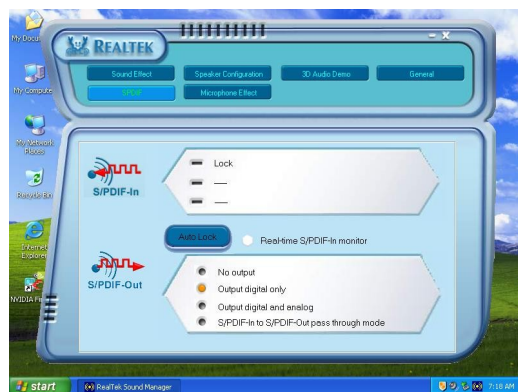 My Docu
REALTEK
Sound Effect
Speaker Configuration
3D Audio Demo
General
SPDIF
Microphone Effect
My Compute
My Network
Places
Recycle Bin
Internet
Explorer
NVIDIA Fi
Lock
S/PDIF-In
Auto Lock
Real-time S/PDIF-In monitor
S/PDIF-Out
No output
Output digital only
Output digital and analog
S/PDIF-In to S/PDIF-Out pass through mode
start
RealTek Sound Manager
7:18 AM